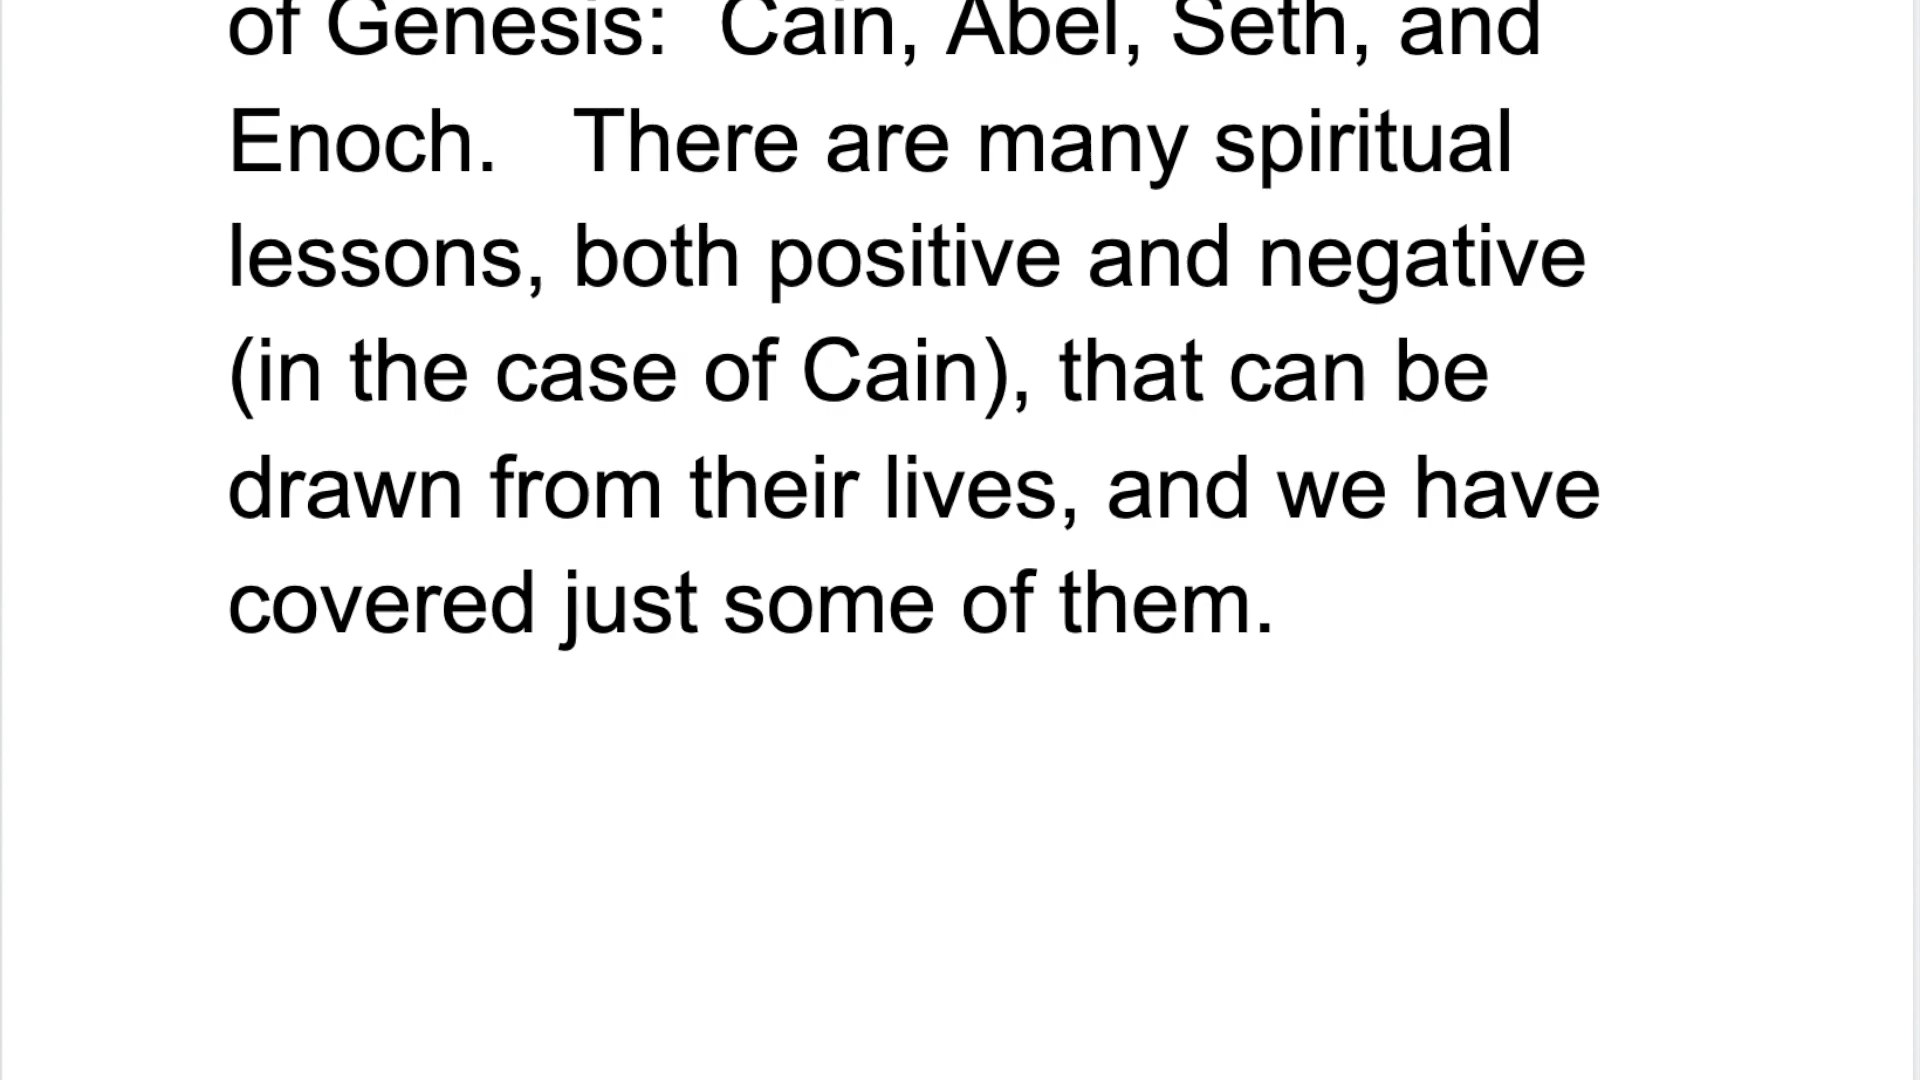 of Genesis:  Cain, Abel, Seth, and
Enoch.   There are many spiritual
lessons, both positive and negative
(in the case of Cain), that can be
drawn from their lives, and we have
covered just some of them.